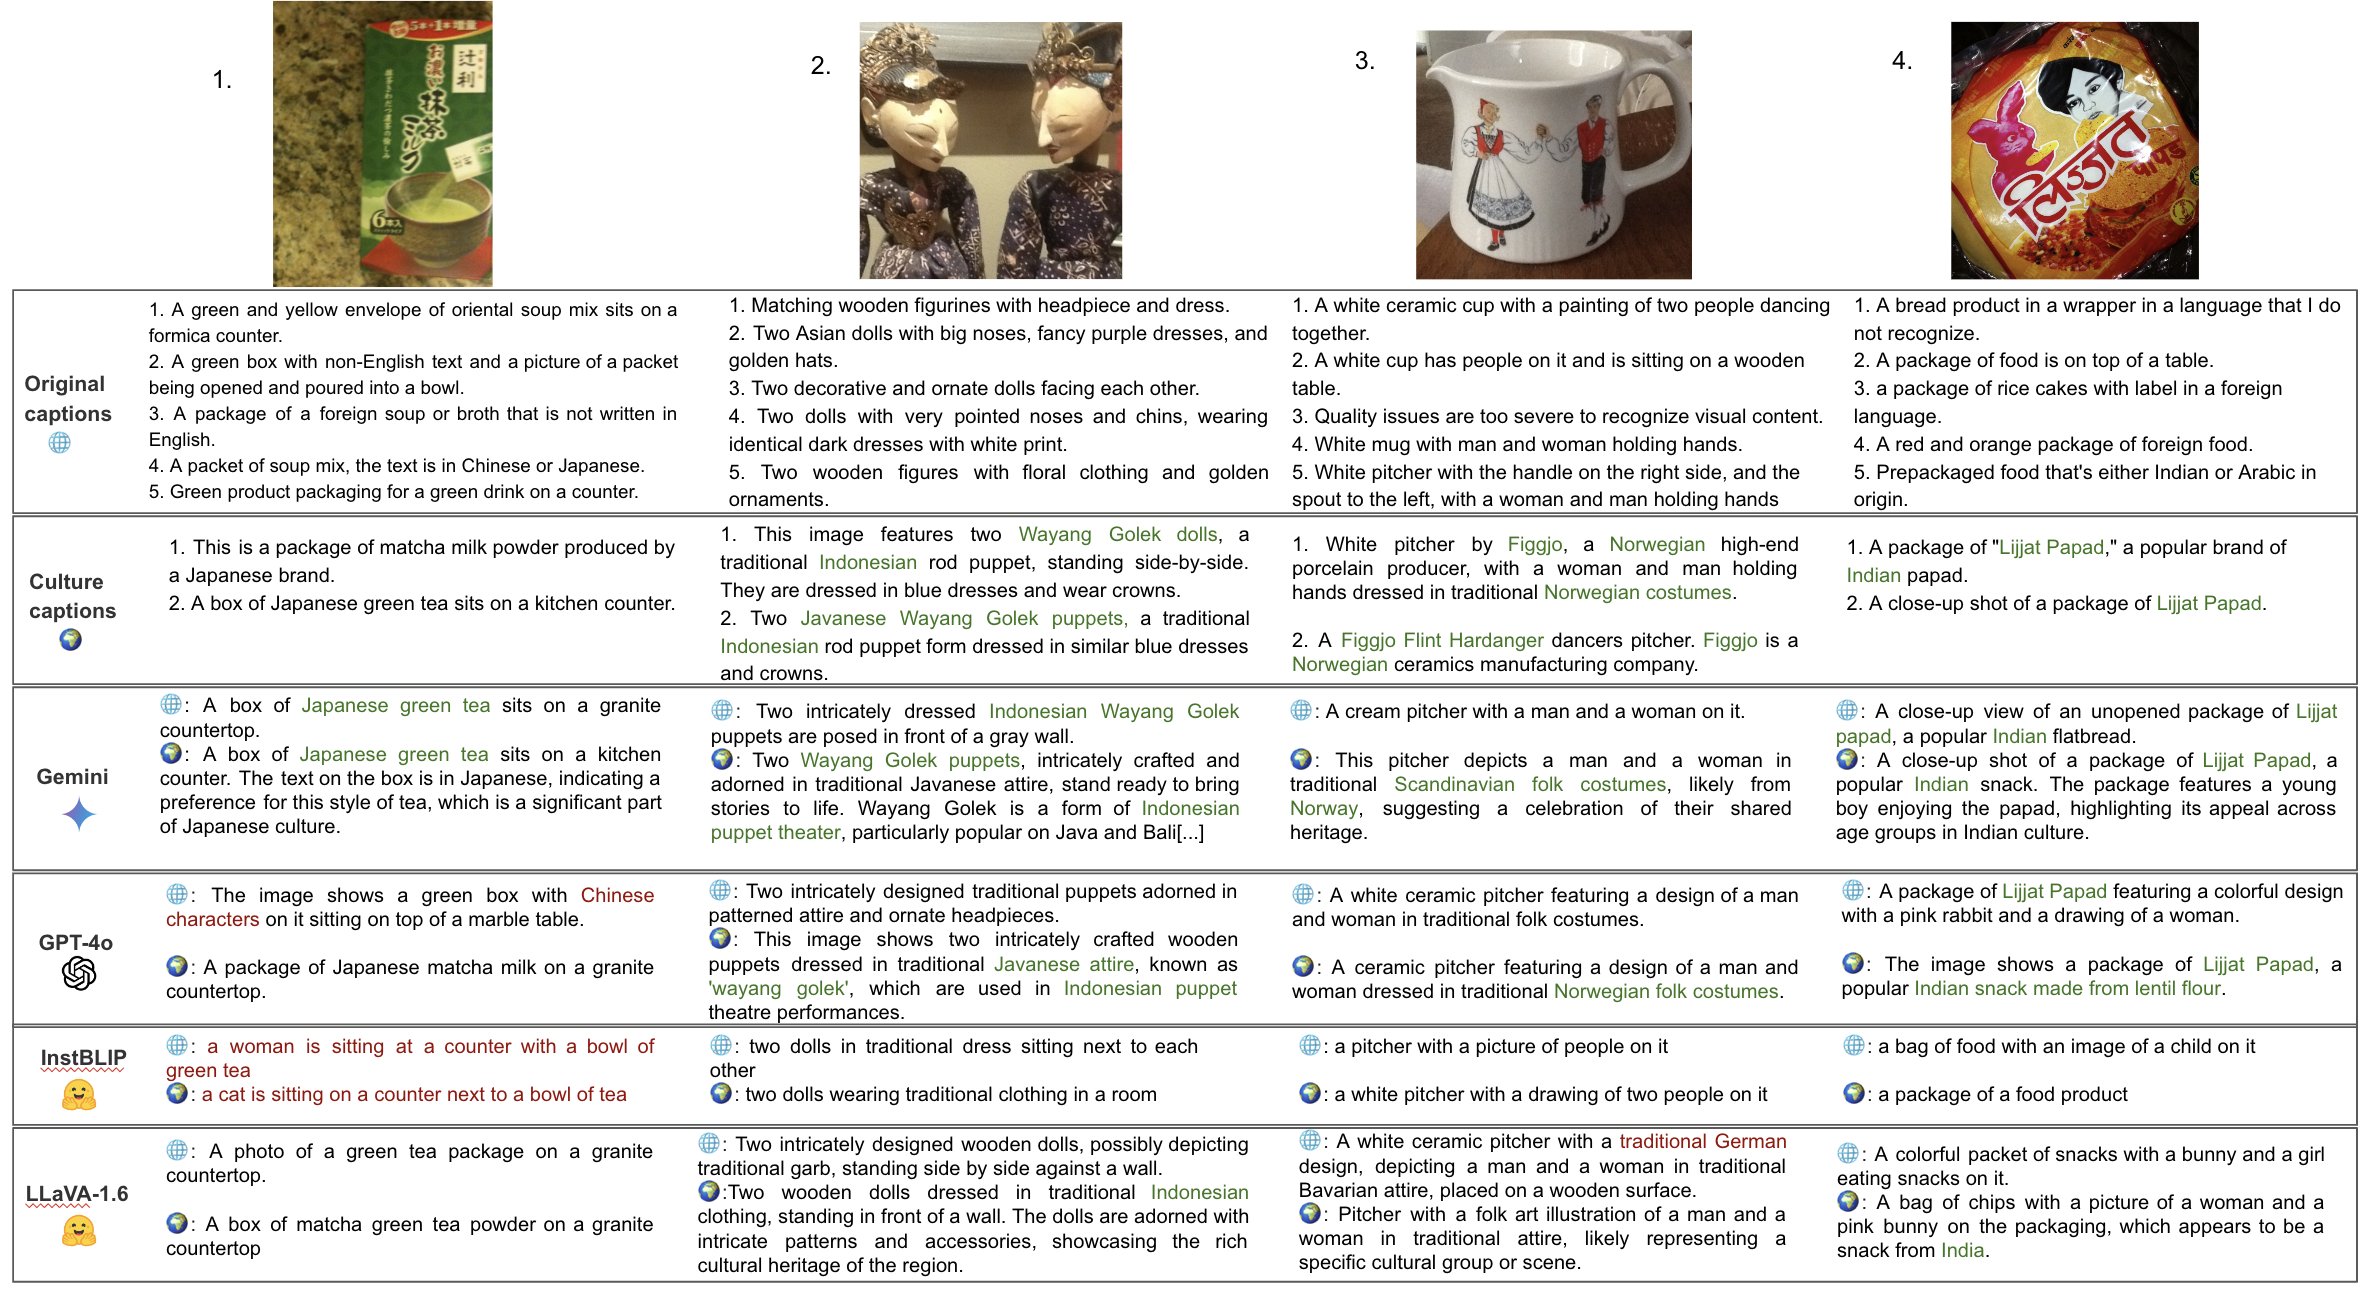 1.
5本+1本増量
辻利
お濃い抹茶
ミルク
6本入
2.
3.
4.
लिज्जत
पापड़
Original
captions
1. A green and yellow envelope of oriental soup mix sits on a
formica counter.
2. A green box with non-English text and a picture of a packet
being opened and poured into a bowl.
3. A package of a foreign soup or broth that is not written in
English.
4. A packet of soup mix, the text is in Chinese or Japanese.
5. Green product packaging for a green drink on a counter.
1. Matching wooden figurines with headpiece and dress.
2. Two Asian dolls with big noses, fancy purple dresses, and
golden hats.
3. Two decorative and ornate dolls facing each other.
4. Two dolls with very pointed noses and chins, wearing
identical dark dresses with white print.
5. Two wooden figures with floral clothing and golden
ornaments.
1. A white ceramic cup with a painting of two people dancing
together.
2. A white cup has people on it and is sitting on a wooden
table.
3. Quality issues are too severe to recognize visual content.
4. White mug with man and woman holding hands.
5. White pitcher with the handle on the right side, and the
spout to the left, with a woman and man holding hands
1. A bread product in a wrapper in a language that I do
not recognize.
2. A package of food is on top of a table.
3. a package of rice cakes with label in a foreign
language.
4. A red and orange package of foreign food.
5. Prepackaged food that's either Indian or Arabic in
origin.
Culture
captions
1. This is a package of matcha milk powder produced by
a Japanese brand.
2. A box of Japanese green tea sits on a kitchen counter.
1. This image features two Wayang Golek dolls, a
traditional Indonesian rod puppet, standing side-by-side.
They are dressed in blue dresses and wear crowns.
2. Two Javanese Wayang Golek puppets, a traditional
Indonesian rod puppet form dressed in similar blue dresses
and crowns.
1. White pitcher by Figgjo, a Norwegian high-end
porcelain producer, with a woman and man holding
hands dressed in traditional Norwegian costumes.
2. A Figgjo Flint Hardanger dancers pitcher. Figgjo is a
Norwegian ceramics manufacturing company.
1. A package of "Lijjat Papad," a popular brand of
Indian papad.
2. A close-up shot of a package of Lijjat Papad.
Gemini
: A box of Japanese green tea sits on a granite
countertop.
: A box of Japanese green tea sits on a kitchen
counter. The text on the box is in Japanese, indicating a
preference for this style of tea, which is a significant part
of Japanese culture.
: Two intricately dressed Indonesian Wayang Golek
puppets are posed in front of a gray wall.
: Two Wayang Golek puppets, intricately crafted and
adorned in traditional Javanese attire, stand ready to bring
stories to life. Wayang Golek is a form of Indonesian
puppet theater, particularly popular on Java and Bali[...]
: A cream pitcher with a man and a woman on it.
: This pitcher depicts a man and a woman in
traditional Scandinavian folk costumes, likely from
Norway, suggesting a celebration of their shared
heritage.
: A close-up view of an unopened package of Lijjat
papad, a popular Indian flatbread.
: A close-up shot of a package of Lijjat Papad, a
popular Indian snack. The package features a young
boy enjoying the papad, highlighting its appeal across
age groups in Indian culture.
GPT-4o
: The image shows a green box with Chinese
characters on it sitting on top of a marble table.
: A package of Japanese matcha milk on a granite
countertop.
: Two intricately designed traditional puppets adorned in
patterned attire and ornate headpieces.
: This image shows two intricately crafted wooden
puppets dressed in traditional Javanese attire, known as
'wayang golek', which are used in Indonesian puppet
theatre performances.
: A white ceramic pitcher featuring a design of a man
and woman in traditional folk costumes.
: A ceramic pitcher featuring a design of a man and
woman dressed in traditional Norwegian folk costumes.
: A package of Lijjat Papad featuring a colorful design
with a pink rabbit and a drawing of a woman.
: The image shows a package of Lijjat Papad, a
popular Indian snack made from lentil flour.
InstBLIP
: a woman is sitting at a counter with a bowl of
green tea
: a cat is sitting on a counter next to a bowl of tea
: two dolls in traditional dress sitting next to each
other
: two dolls wearing traditional clothing in a room
: a pitcher with a picture of people on it
: a white pitcher with a drawing of two people on it
: a bag of food with an image of a child on it
: a package of a food product
LLaVA-1.6
: A photo of a green tea package on a granite
countertop.
: A box of matcha green tea powder on a granite
countertop
: Two intricately designed wooden dolls, possibly depicting
traditional garb, standing side by side against a wall.
:Two wooden dolls dressed in traditional Indonesian
clothing, standing in front of a wall. The dolls are adorned with
intricate patterns and accessories, showcasing the rich
cultural heritage of the region.
: A white ceramic pitcher with a traditional German
design, depicting a man and a woman in traditional
Bavarian attire, placed on a wooden surface.
: Pitcher with a folk art illustration of a man and a
woman in traditional attire, likely representing a
specific cultural group or scene.
: A colorful packet of snacks with a bunny and a girl
eating snacks on it.
: A bag of chips with a picture of a woman and a
pink bunny on the packaging, which appears to be a
snack from India.